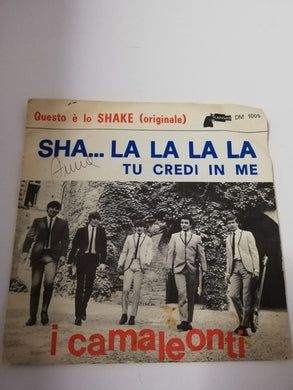 Questo è lo SHAKE (originale)
DM 1005
SHA... LA LA LA LA
TU CREDI IN ME
i camaleonti